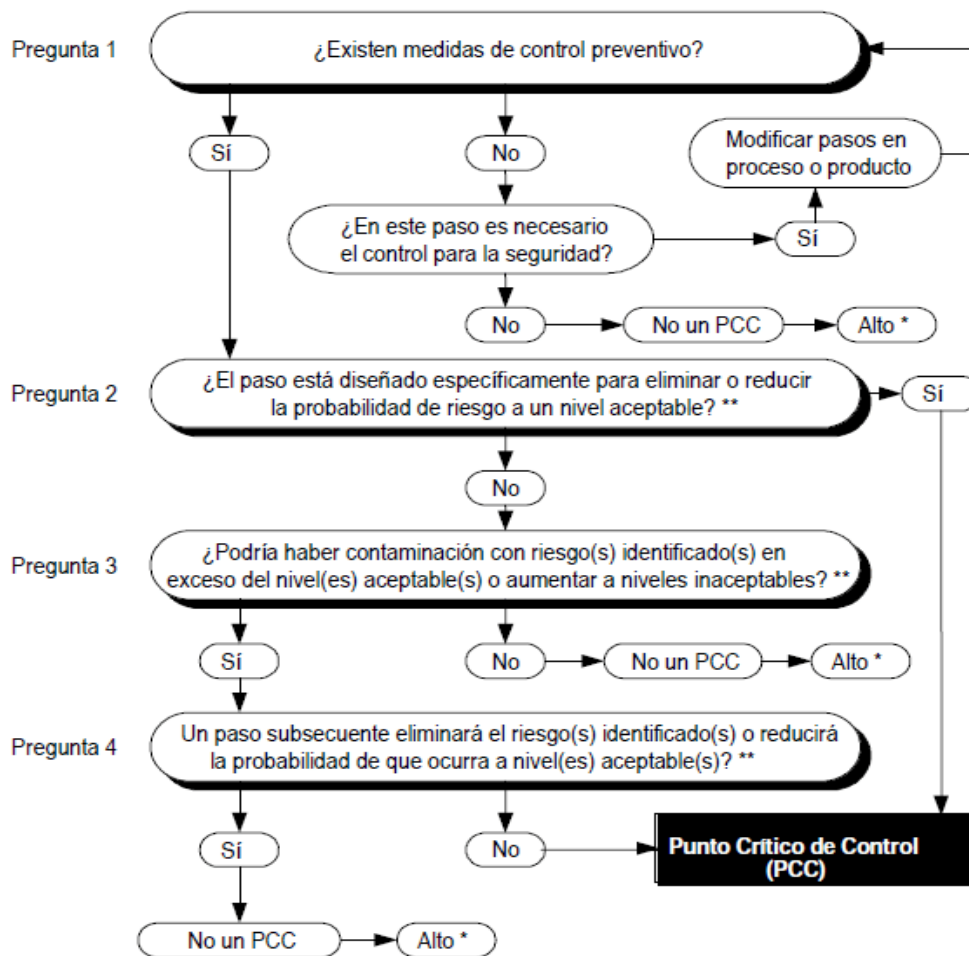 Pregunta 1
¿Existen medidas de control preventivo?
Sí
No
Modificar pasos en
proceso o producto
¿En este paso es necesario
el control para la seguridad?
Sí
No
No un PCC
Alto *
Pregunta 2
¿El paso está diseñado específicamente para eliminar o reducir
la probabilidad de riesgo a un nivel aceptable? **
Sí
No
Pregunta 3
¿Podría haber contaminación con riesgo(s) identificado(s) en
exceso del nivel(es) aceptable(s) o aumentar a niveles inaceptables? **
Sí
No
No un PCC
Alto *
Pregunta 4
Un paso subsecuente eliminará el riesgo(s) identificado(s) o reducirá
la probabilidad de que ocurra a nivel(es) aceptable(s)? **
Sí
No
Punto Crítico de Control
(PCC)
No un PCC
Alto *